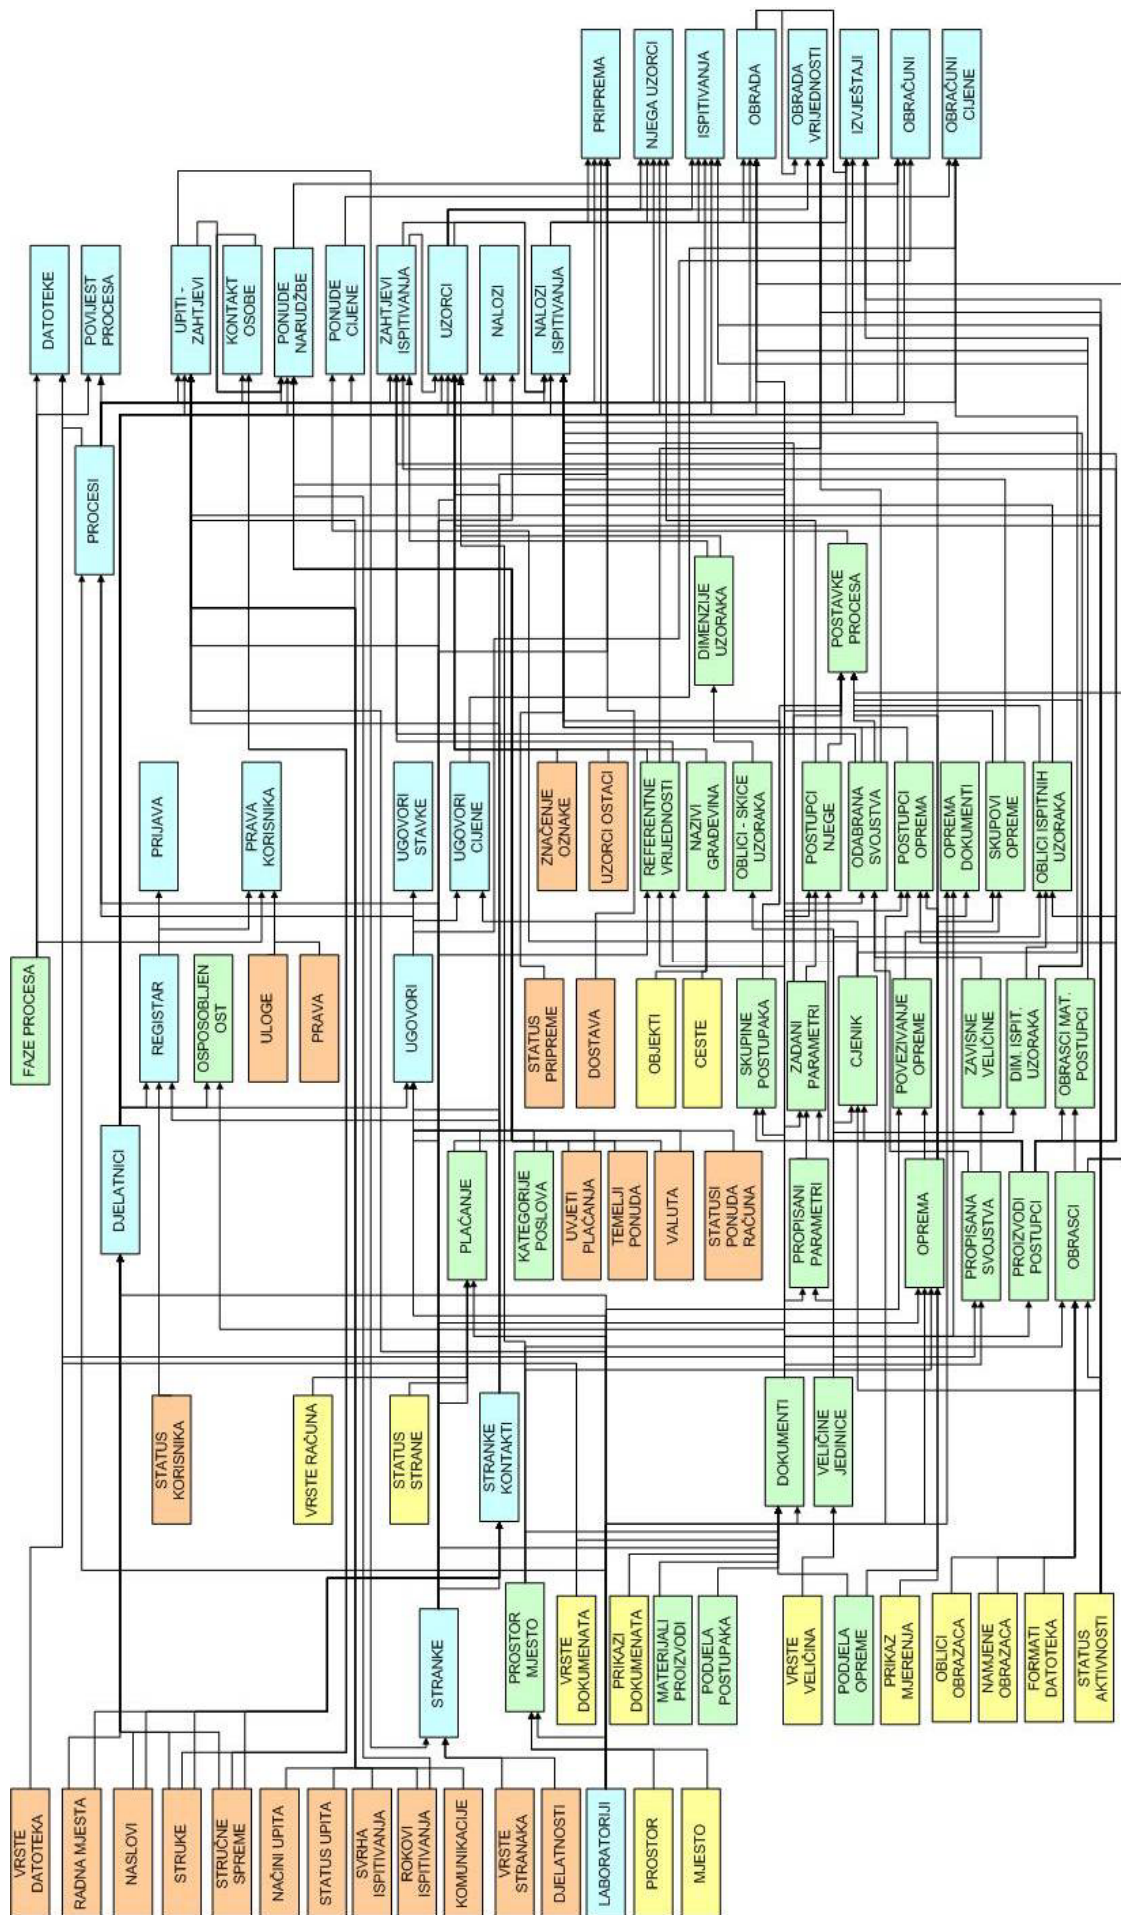 PRIPREMA
NJEGA UZORCI
ISPITIVANJA
OBRADA
OBRADA
VRIJEDNOSTI
IZVJEŠTAJI
OBRAČUNI
OBRAČUNI
CIJENE
DATOTEKE
POVIJEST
PROCESA
UPITI -
ZAHTJEVI
KONTAKT
OSOBE
PONUDE
NARUDŽBE
PONUDE
CIJENE
ZAHTJEVI
ISPITIVANJA
UZORCI
NALOZI
NALOZI
ISPITIVANJA
PROCESI
DIMENZIJE
UZORAKA
POSTAVKE
PROCESA
PRIJAVA
PRAVA
KORISNIKA
UGOVORI
STAVKE
UGOVORI
CIJENE
ZNAČENJE
OZNAKE
UZORCI OSTACI
REFERENTNE
VRIJEDNOSTI
NAZIVI
GRAĐEVINA
OBLICI - SKICE
UZORAKA
POSTUPCI
NJEGE
ODABRANA
SVOJSTVA
POSTUPCI
OPREMA
OPREMA
DOKUMENTI
SKUPOVI
OPREME
OBLICI ISPITNIH
UZORAKA
FAZE PROCESA
REGISTAR
OSPOSOBLJEN
OST
ULOGE
PRAVA
UGOVORI
STATUS
PRIPREME
DOSTAVA
OBJEKTI
CESTE
SKUPINE
POSTUPAKA
ZADANI
PARAMETRI
CJENIK
POVEZIVANJE
OPREME
ZAVISNE
VELIČINE
DIM. ISPIT.
UZORAKA
OBRASCI MAT.
POSTUPCI
DJELATNICI
PLAĆANJE
KATEGORIJE
POSLOVA
UVJETI
PLAĆANJA
TEMELJI
PONUDA
VALUTA
STATUSI
PONUDA
RAČUNA
PROPISANI
PARAMETRI
OPREMA
PROPISANA
SVOJSTVA
PROIZVODI
POSTUPCI
OBRASCI
STATUS
KORISNIKA
VRSTE RAČUNA
STATUS
STRANE
STRANKE
KONTAKTI
DOKUMENTI
VELIČINE
JEDINICE
STRANKE
PROSTOR
MJESTO
VRSTE
DOKUMENATA
PRIKAZI
DOKUMENATA
MATERIJALI
PROIZVODI
PODJELA
POSTUPAKA
VRSTE
VELIČINA
PODJELA
OPREME
PRIKAZ
MJERENJA
OBLICI
OBRAZACA
NAMJENE
OBRAZACA
FORMATI
DATOTEKA
STATUS
AKTIVNOSTI
VRSTE
DATOTEKA
RADNA MJESTA
NASLOVI
STRUKE
STRUČNE
SPREME
NAČINI UPITA
STATUS UPITA
SVRHA
ISPITIVANJA
ROKOVI
ISPITIVANJA
KOMUNIKACIJE
VRSTE
STRANAKA
DJELATNOSTI
LABORATORIJI
PROSTOR
MJESTO